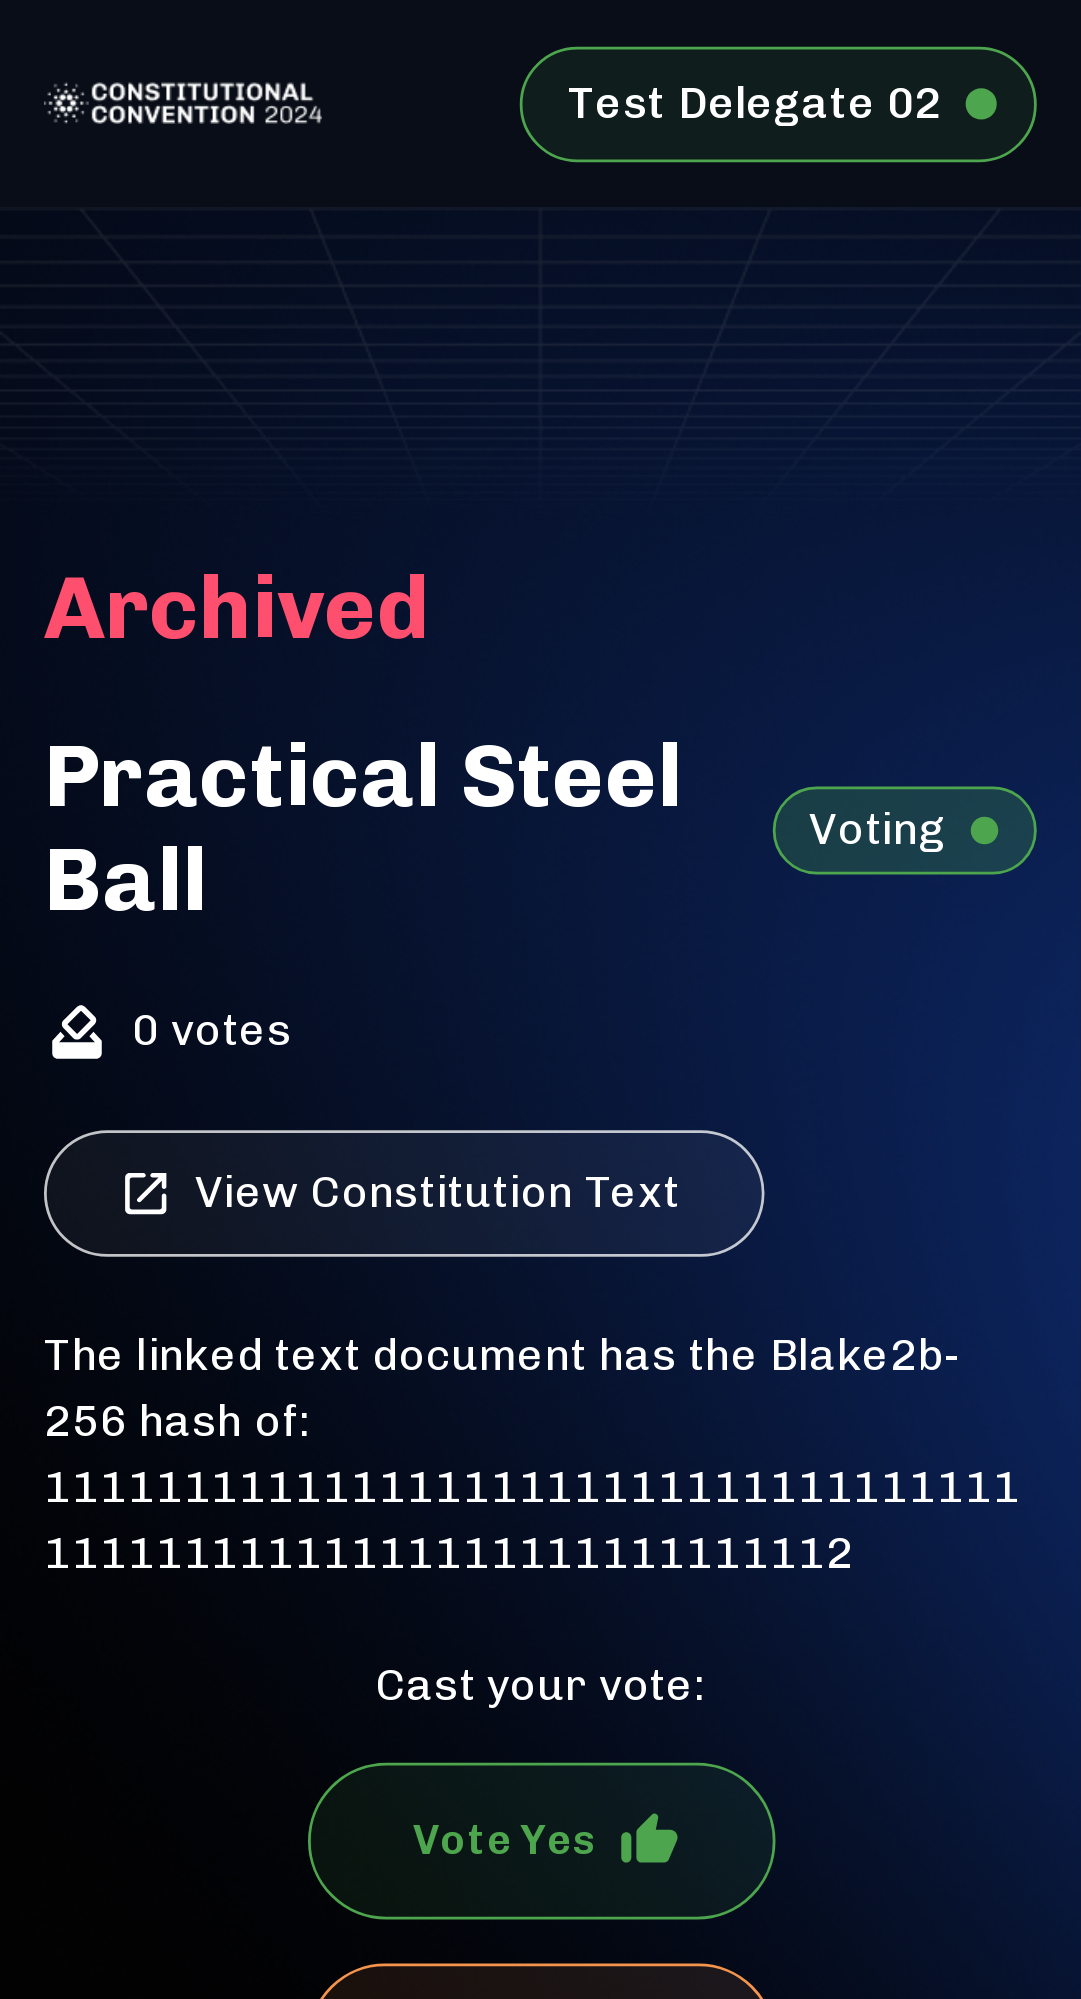 CONSTITUTIONAL
CONVENTION 2024
Test Delegate 02
Archived
Practical Steel
Ball
Voting
0 votes
View Constitution Text
The linked text document has the Blake2b-
256 hash of:
11111111111111111111111111111111111
11111111111111111111111111112
Cast your vote:
Vote Yes